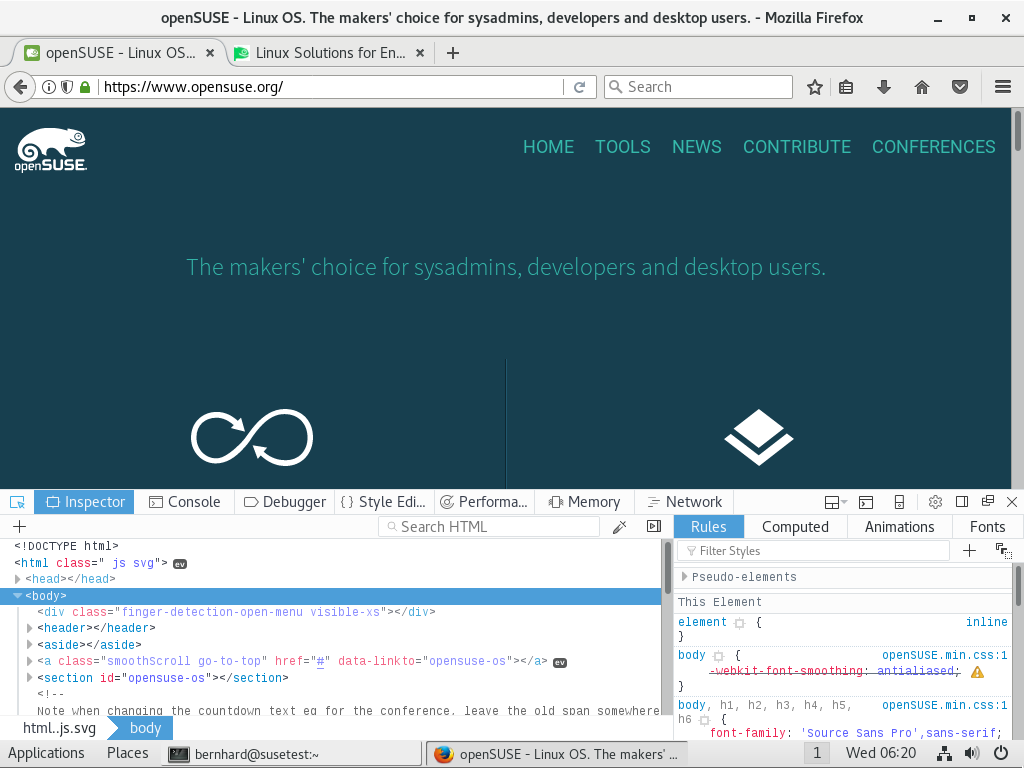 openSUSE - Linux OS. The makers' choice for sysadmins, developers and desktop users. - Mozilla Firefox
openSUSE - Linux OS... Linux Solutions for En...
https://www.opensuse.org/ Search
openSUSE. HOME TOOLS NEWS CONTRIBUTE CONFERENCES
The makers' choice for sysadmins, developers and desktop users.
Inspector Console Debugger { } Style Edi... Performa... Memory Network
Search HTML Rules Computed Animations Fonts
<!DOCTYPE html>
<html class=" js svg"> ev
<head></head>
<body>
<div class="finger-detection-open-menu visible-xs"></div>
<header></header>
<aside></aside>
<a class="smoothScroll go-to-top" href="#" data-linkto="opensuse-os"></a> ev
<section id="opensuse-os"></section>
<!--
Note when changing the countdown text eg for the conference, leave the old span somewhere
html.js.svg body
Filter Styles
Pseudo-elements
This Element
element { inline
}
body { openSUSE.min.css:1
-webkit-font-smoothing: antialiased;
}
body, h1, h2, h3, h4, h5, openSUSE.min.css:1
h6 {
font-family: 'Source Sans Pro',sans-serif;
Applications Places bernhard@susetest:~ openSUSE - Linux OS. The makers' ... 1 Wed 06:20